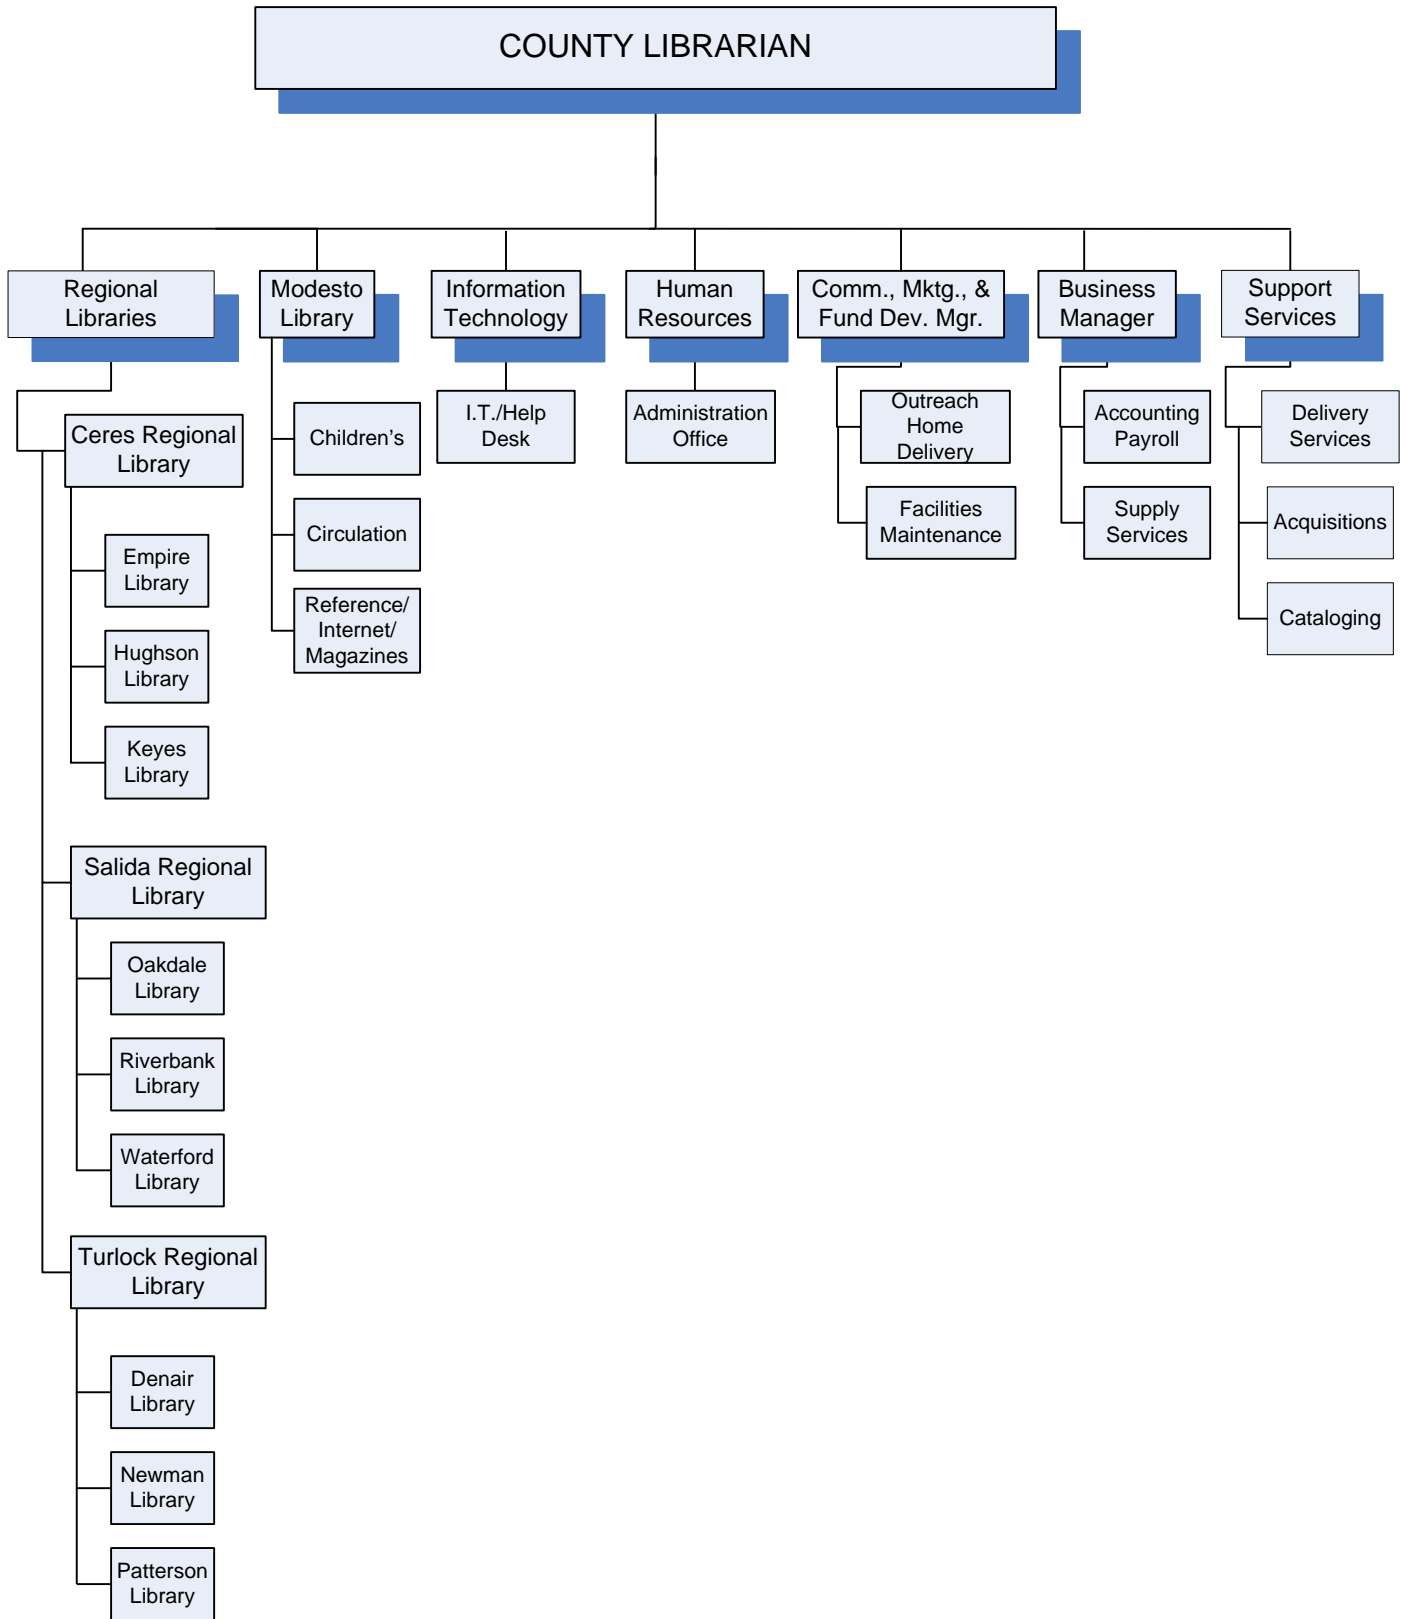 COUNTY LIBRARIAN
Regional
Libraries
Modesto
Library
Information
Technology
Human
Resources
Comm., Mktg., &
Fund Dev. Mgr.
Business
Manager
Support
Services
Ceres Regional
Library
Empire
Library
Hughson
Library
Keyes
Library
Salida Regional
Library
Oakdale
Library
Riverbank
Library
Waterford
Library
Turlock Regional
Library
Denair
Library
Newman
Library
Patterson
Library
Children’s
Circulation
Reference/
Internet/
Magazines
I.T./Help
Desk
Administration
Office
Outreach
Home
Delivery
Facilities
Maintenance
Accounting
Payroll
Supply
Services
Delivery
Services
Acquisitions
Cataloging